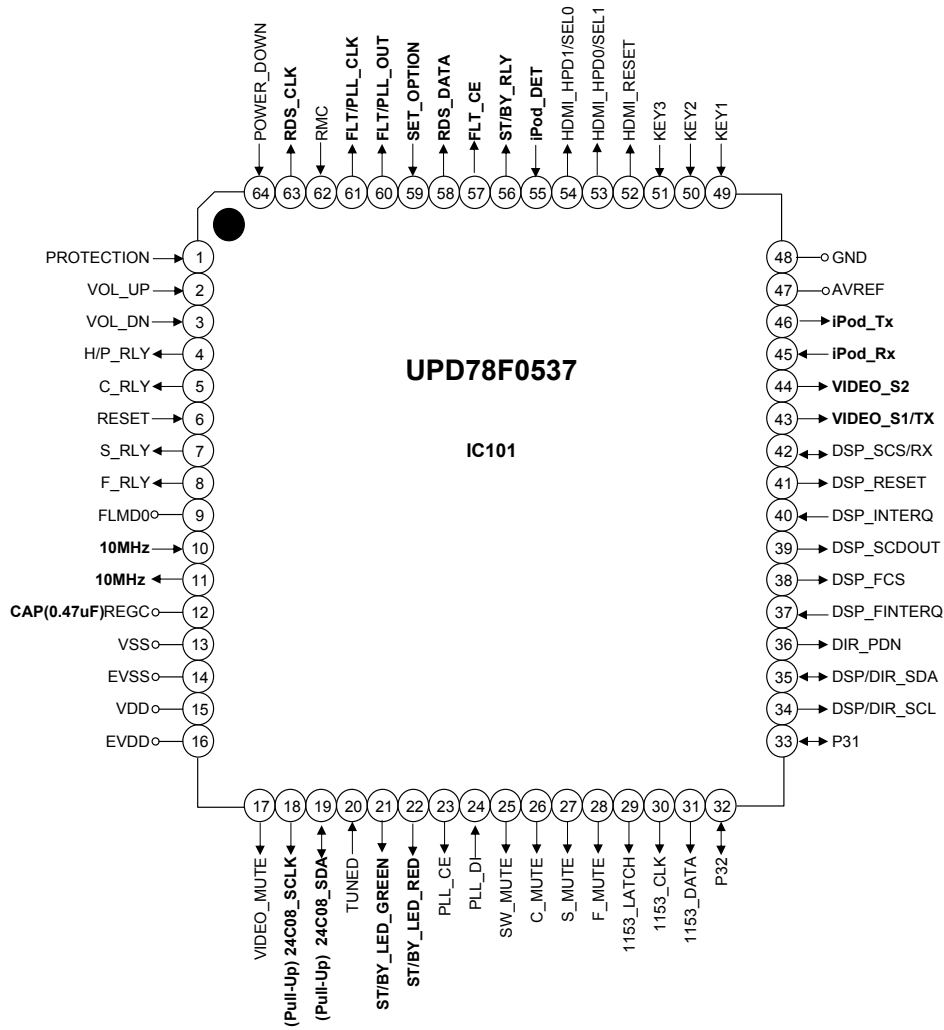 POWER_DOWN
RDS_CLK
RMC
FLT/PLL_CLK
FLT/PLL_OUT
SET_OPTION
RDS_DATA
FLT_CE
ST/BY_RLY
iPod_DET
HDMI_HPD1/SEL0
HDMI_HPD0/SEL1
HDMI_RESET
KEY3
KEY2
KEY1
64 63 62 61 60 59 58 57 56 55 54 53 52 51 50 49
PROTECTION 1
VOL_UP 2
VOL_DN 3
H/P_RLY 4
C_RLY 5
RESET 6
S_RLY 7
F_RLY 8
FLMD0 9
10MHz 10
10MHz 11
CAP(0.47uF)REGC 12
VSS 13
EVSS 14
VDD 15
EVDD 16
UPD78F0537
IC101
48 GND
47 AVREF
46 iPod_Tx
45 iPod_Rx
44 VIDEO_S2
43 VIDEO_S1/TX
42 DSP_SCS/RX
41 DSP_RESET
40 DSP_INTERQ
39 DSP_SCDOUT
38 DSP_FCS
37 DSP_FINTERQ
36 DIR_PDN
35 DSP/DIR_SDA
34 DSP/DIR_SCL
33 P31
17 18 19 20 21 22 23 24 25 26 27 28 29 30 31 32
VIDEO_MUTE
(Pull-Up) 24C08_SCLK
(Pull-Up) 24C08_SDA
TUNED
ST/BY_LED_GREEN
ST/BY_LED_RED
PLL_CE
PLL_DI
SW_MUTE
C_MUTE
S_MUTE
F_MUTE
1153_LATCH
1153_CLK
1153_DATA
P32